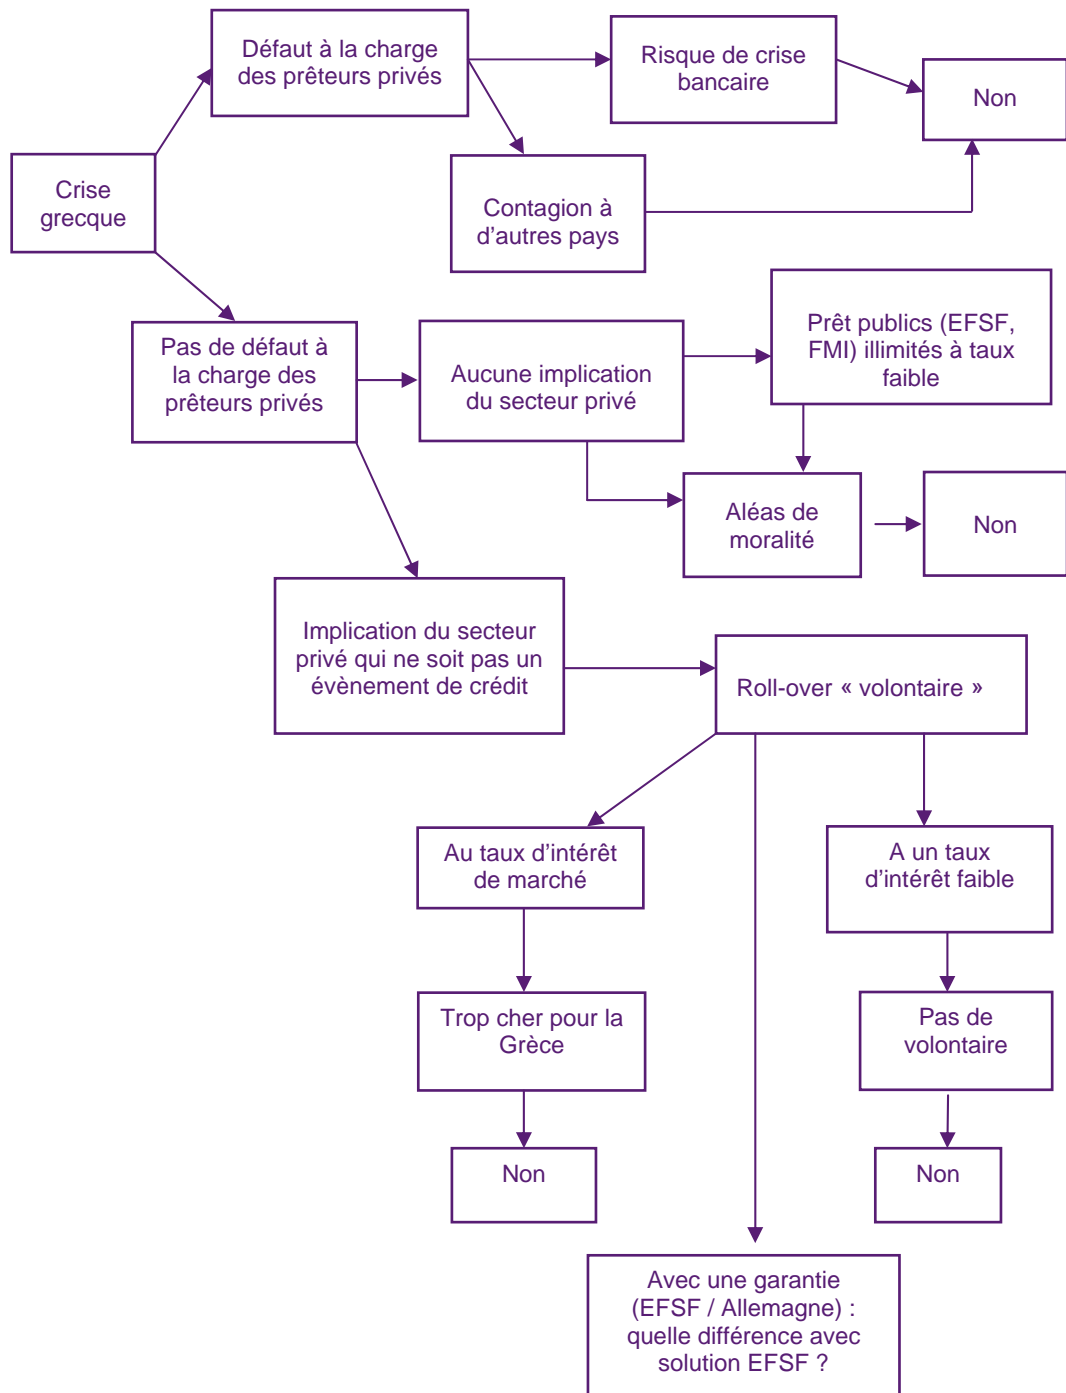 Défaut à la charge
des prêteurs privés
Risque de crise
bancaire
Non
Crise
grecque
Contagion à
d'autres pays
Pas de défaut à
la charge des
prêteurs privés
Aucune implication
du secteur privé
Prêt publics (EFSF,
FMI) illimités à taux
faible
Aléas de
moralité
Non
Implication du secteur
privé qui ne soit pas un
évènement de crédit
Roll-over « volontaire »
Au taux d'intérêt
de marché
A un taux
d'intérêt faible
Trop cher pour la
Grèce
Pas de
volontaire
Non
Non
Avec une garantie
(EFSF / Allemagne) :
quelle différence avec
solution EFSF ?